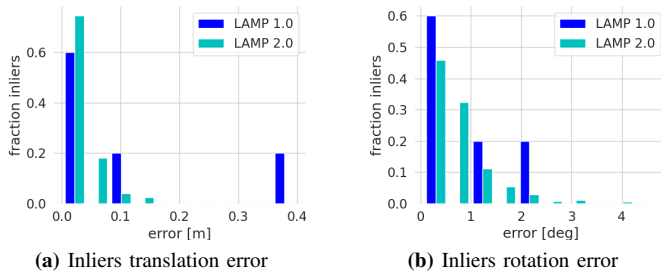 fraction inliers
0.6
0.4
0.2
0.0
LAMP 1.0
LAMP 2.0
0.0 0.1 0.2 0.3 0.4
error [m]
(a) Inliers translation error
fraction inliers
0.6
0.5
0.4
0.3
0.2
0.1
0.0
LAMP 1.0
LAMP 2.0
0 1 2 3 4
error [deg]
(b) Inliers rotation error